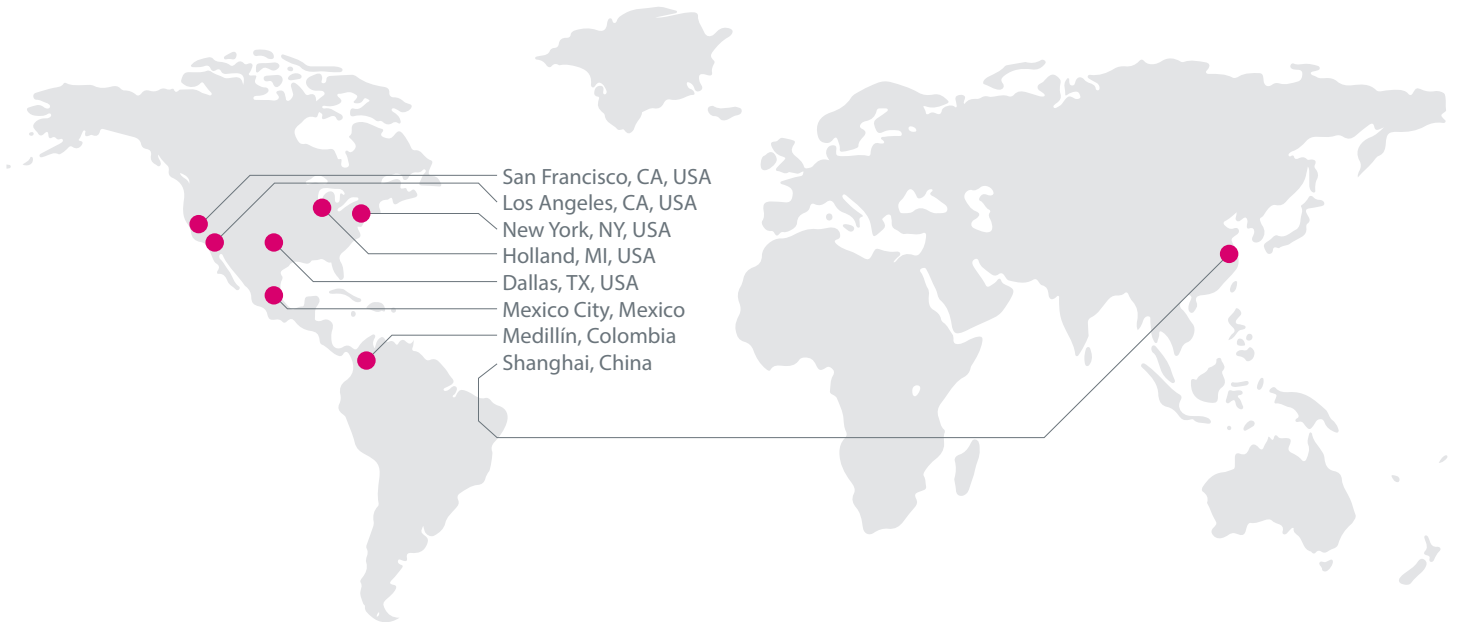 San Francisco, CA, USA
Los Angeles, CA, USA
New York, NY, USA
Holland, MI, USA
Dallas, TX, USA
Mexico City, Mexico
Medillín, Colombia
Shanghai, China